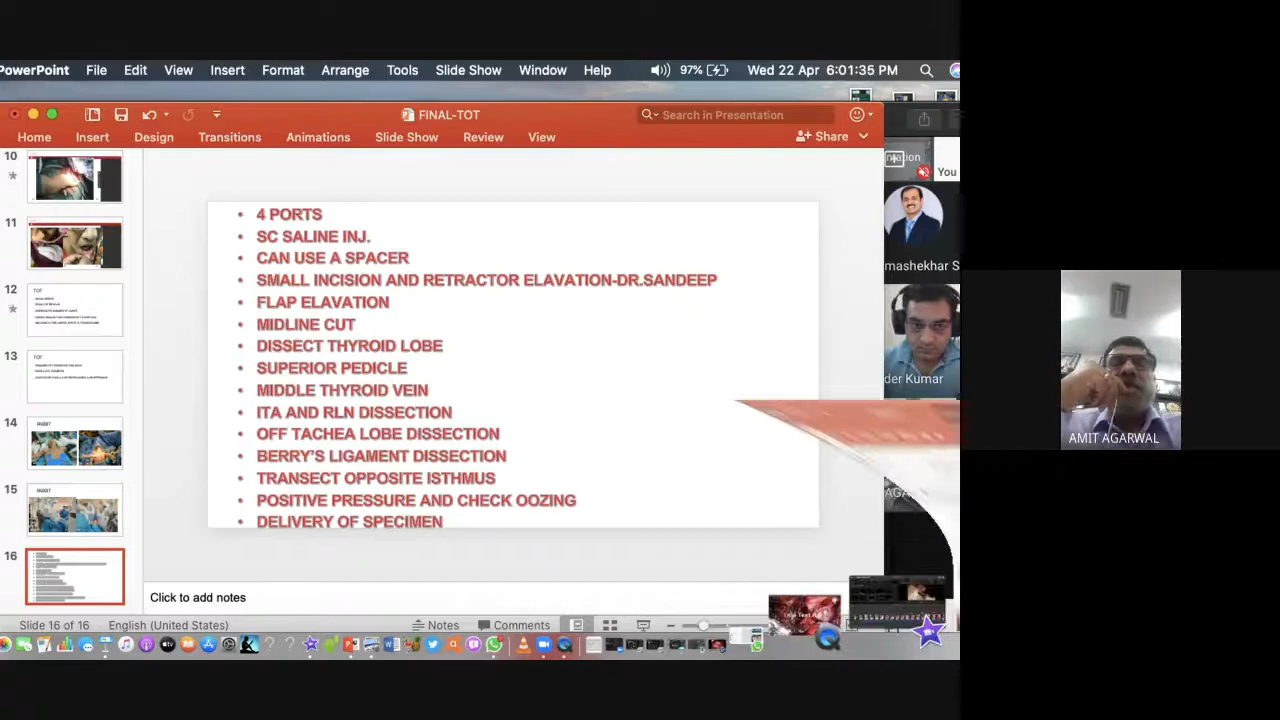 PowerPoint File Edit View Insert Format Arrange Tools Slide Show Window Help 97% Wed 22 Apr 6:01:35 PM
FINAL-TOT
Search in Presentation
Home Insert Design Transitions Animations Slide Show Review View Share
10
11
12
TOT
13
TOT
14
15
16
• 4 PORTS
• SC SALINE INJ.
• CAN USE A SPACER
• SMALL INCISION AND RETRACTOR ELAVATION-DR.SANDEEP
• FLAP ELAVATION
• MIDLINE CUT
• DISSECT THYROID LOBE
• SUPERIOR PEDICLE
• MIDDLE THYROID VEIN
• ITA AND RLN DISSECTION
• OFF TACHEA LOBE DISSECTION
• BERRY'S LIGAMENT DISSECTION
• TRANSECT OPPOSITE ISTHMUS
• POSITIVE PRESSURE AND CHECK OOZING
• DELIVERY OF SPECIMEN
You
mashekhar S
der Kumar
AMIT AGARWAL
Click to add notes
Slide 16 of 16 English (United States) Notes Comments